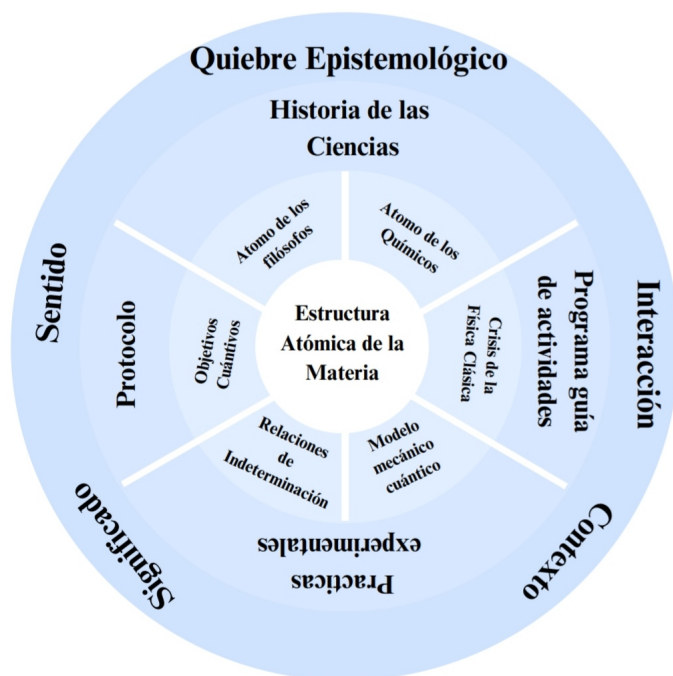 Quiebre Epistemológico
Historia de las
Ciencias
Atomo de los
filósofos
Atomo de los
Químicos
Sentido
Protocolo
Objetivos
Cuántivos
Estructura
Atómica de la
Materia
Crisis de la
Física Clásica
Programa guía
de actividades
Interacción
Relaciones
de
Indeterminación
Modelo
mecánico
cuántico
Significado
Practicas
experimentales
Contexto